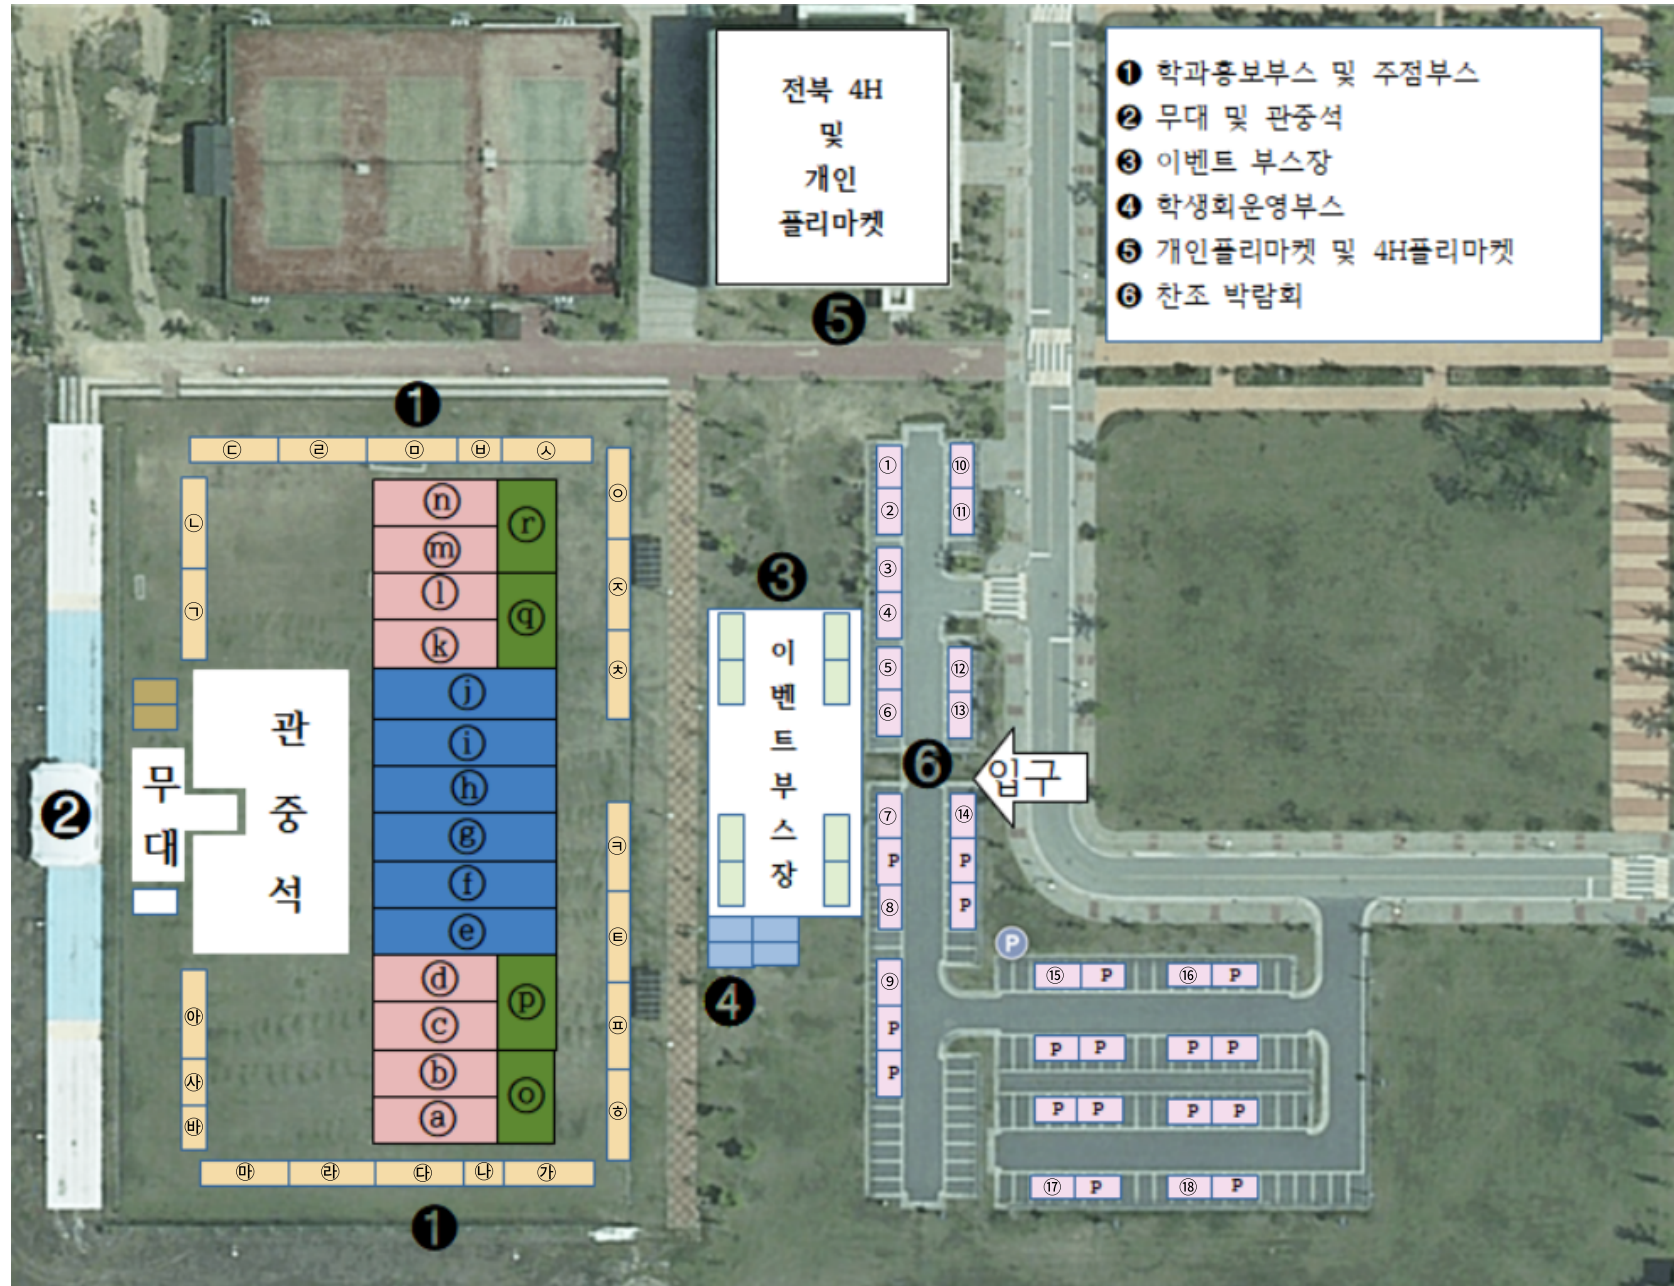 전북 4H
및
개인
플리마켓
❺
❶ 학과홍보부스 및 주점부스
❷ 무대 및 관중석
❸ 이벤트 부스장
❹ 학생회운영부스
❺ 개인플리마켓 및 4H플리마켓
❻ 찬조 박람회
❶
㉢ ㉣ ㉤ ㉥ ㉦
㉡
㉠
ⓝ
ⓜ
ⓛ
ⓚ
ⓙ
ⓘ
ⓗ
ⓖ
ⓕ
ⓔ
ⓓ
ⓒ
ⓑ
ⓐ
ⓡ
ⓠ
ⓟ
ⓞ
㉧
㉨
㉩
㉪
㉫
㉬
㉭
관
중
석
무
대
❷
㉵
㉴
㉳
㉲ ㉱ ㉰ ㉯ ㉮
❶
❸
이
벤
트
부
스
장
❹
①
②
③
④
⑤
⑥
⑦
P
⑧
⑨
P
P
⑩
⑪
⑫
⑬
❻
입구
⑭
P
P
P
⑮ P ⑯ P
P P P P
P P P P
⑰ P ⑱ P